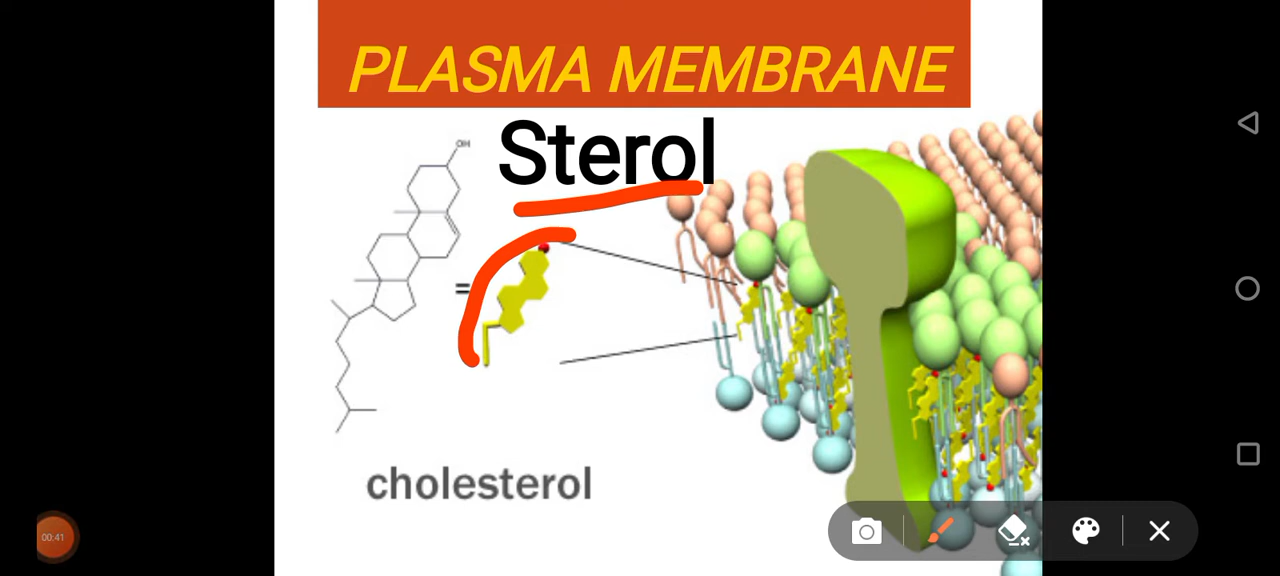 PLASMA MEMBRANE
Sterol
OH
=
cholesterol
00:41